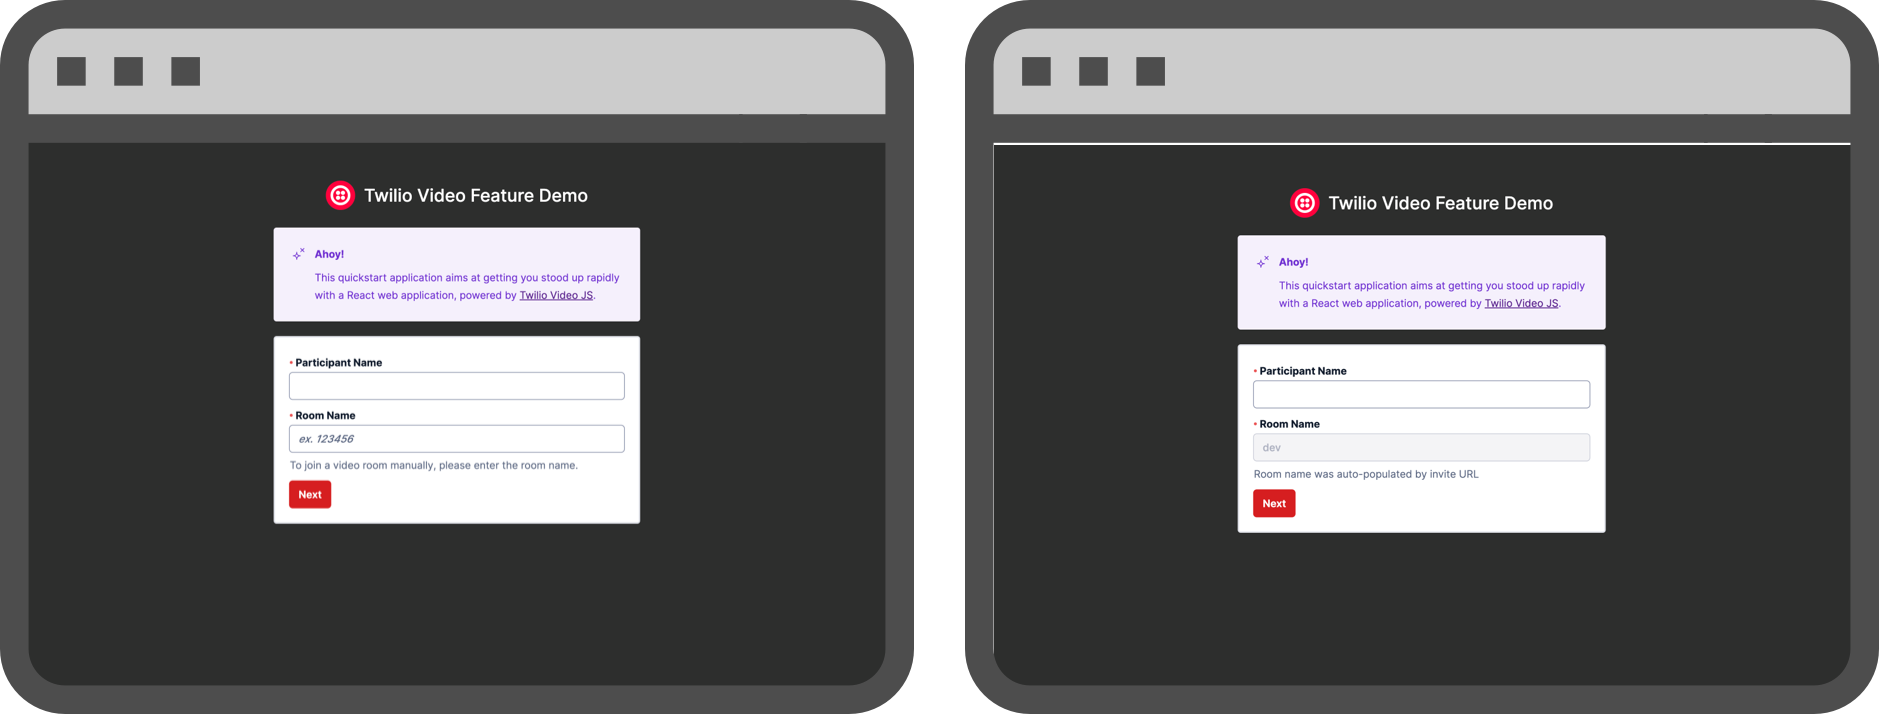 Twilio Video Feature Demo
Ahoy!
This quickstart application aims at getting you stood up rapidly
with a React web application, powered by Twilio Video JS.
* Participant Name
* Room Name
ex. 123456
To join a video room manually, please enter the room name.
Next
Twilio Video Feature Demo
Ahoy!
This quickstart application aims at getting you stood up rapidly
with a React web application, powered by Twilio Video JS.
* Participant Name
* Room Name
dev
Room name was auto-populated by invite URL
Next